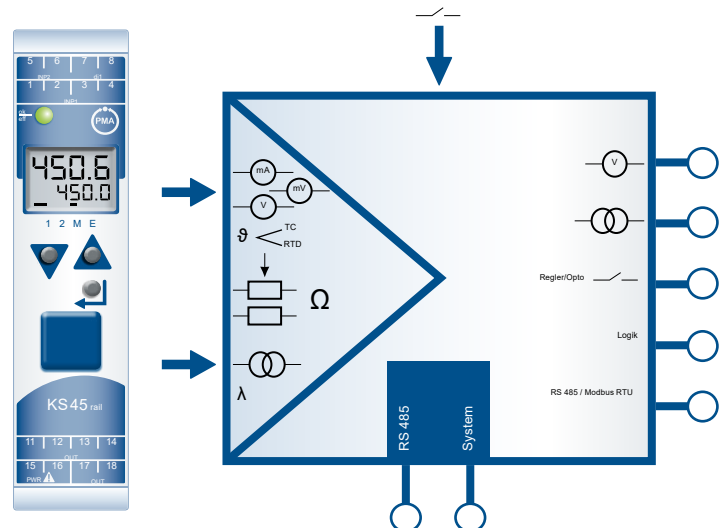 5 6 7 8
INP2 di1
1 2 3 4
INP1
ok
PMA
450.6
450.0
1 2 M E
KS 45 rail
11 12 13 14
OUT
15 16 17 18
PWR OUT
mA
mV
V
ϑ TC
RTD
Ω
λ
V
Regler/Opto
Logik
RS 485 / Modbus RTU
RS 485
System